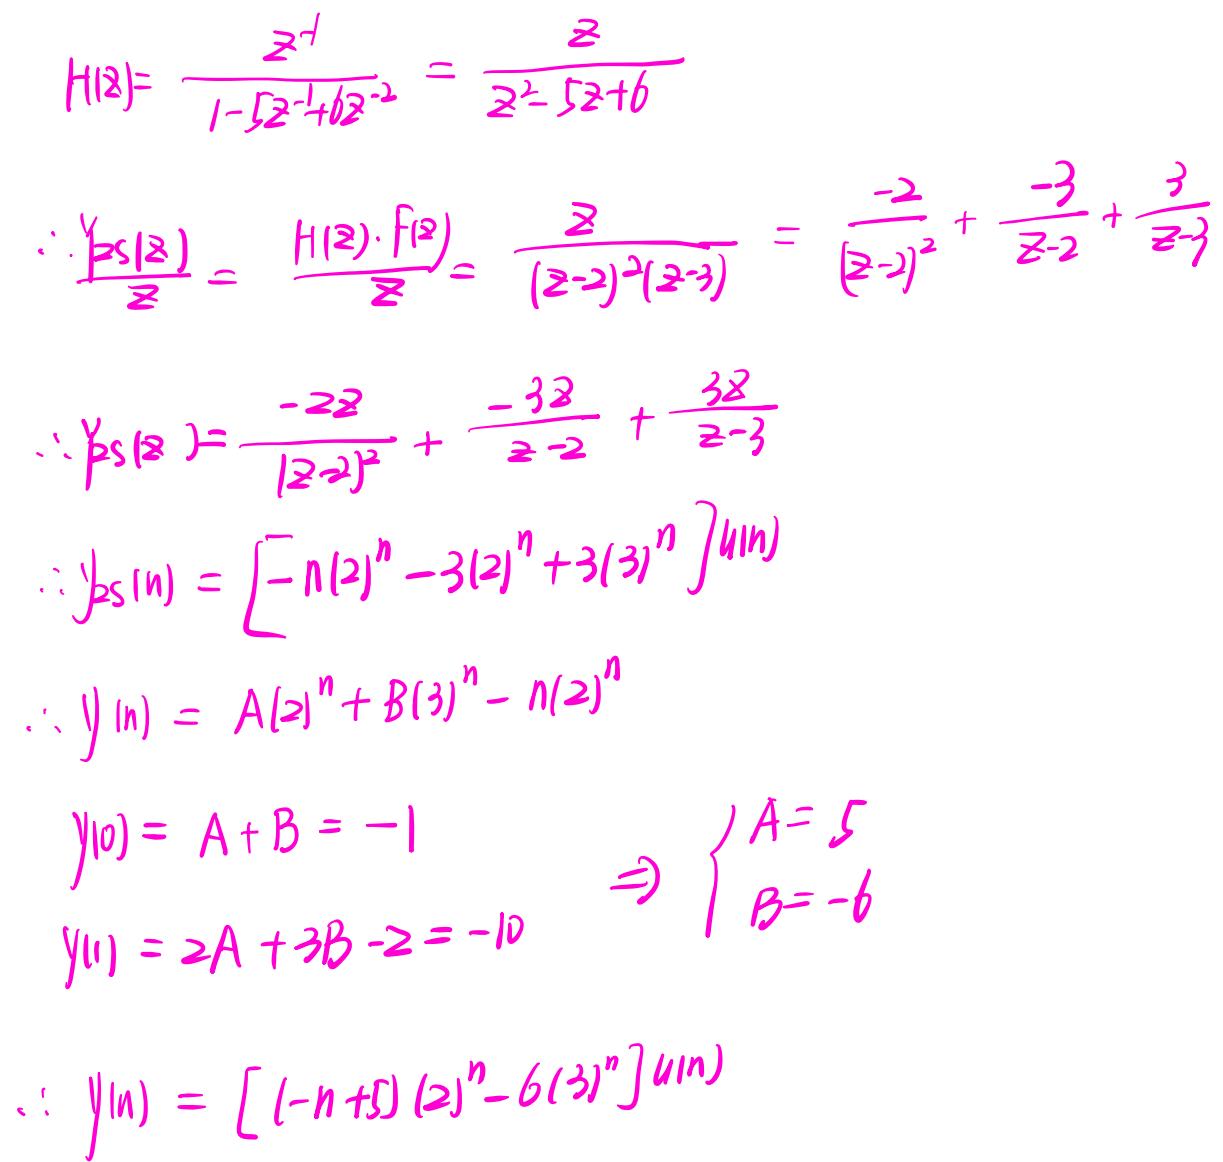 H(z)= z^-1 / (1-5z^-1+6z^-2) = z / (z^2-5z+6)
∴ yzs(z)/z = H(z)·F(z)/z = z / ((z-2)^2(z-3)) = -2/(z-2)^2 + -3/(z-2) + 3/(z-3)
∴ yzs(z)= -2z/(z-2)^2 + -3z/(z-2) + 3z/(z-3)
∴ yzs(n) = [-n(2)^n -3(2)^n +3(3)^n] u(n)
∴ y(n) = A(2)^n + B(3)^n - n(2)^n
y(0) = A+B = -1
y(1) = 2A+3B-2 = -10
⇒ { A=5
B=-6
∴ y(n) = [(-n+5)(2)^n - 6(3)^n] u(n)